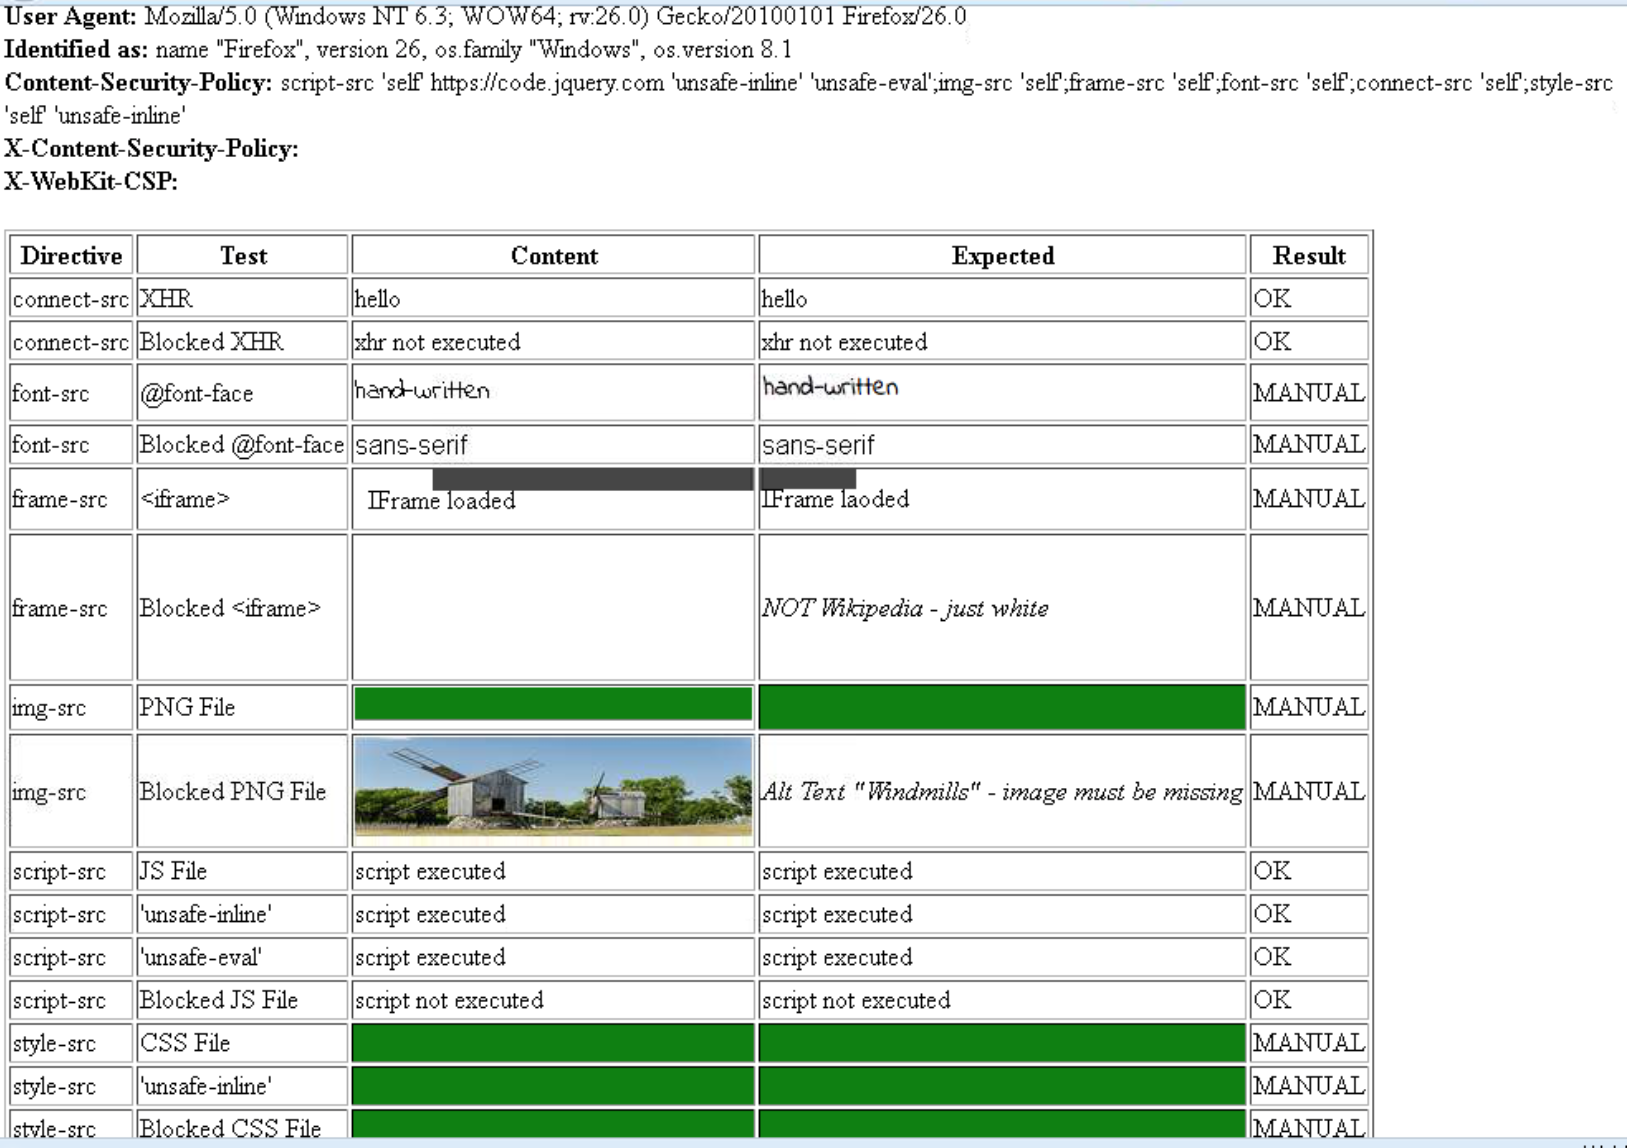 User Agent: Mozilla/5.0 (Windows NT 6.3; WOW64; rv:26.0) Gecko/20100101 Firefox/26.0
Identified as: name "Firefox", version 26, os.family "Windows", os.version 8.1
Content-Security-Policy: script-src 'self' https://code.jquery.com 'unsafe-inline' 'unsafe-eval';img-src 'self';frame-src 'self';font-src 'self';connect-src 'self';style-src
'self' 'unsafe-inline'
X-Content-Security-Policy:
X-WebKit-CSP:
Directive Test Content Expected Result
connect-src XHR hello hello OK
connect-src Blocked XHR xhr not executed xhr not executed OK
font-src @font-face hand-written hand-written MANUAL
font-src Blocked @font-face sans-serif sans-serif MANUAL
frame-src <iframe> IFrame loaded IFrame laoded MANUAL
frame-src Blocked <iframe> NOT Wikipedia - just white MANUAL
img-src PNG File MANUAL
img-src Blocked PNG File Alt Text "Windmills" - image must be missing MANUAL
script-src JS File script executed script executed OK
script-src 'unsafe-inline' script executed script executed OK
script-src 'unsafe-eval' script executed script executed OK
script-src Blocked JS File script not executed script not executed OK
style-src CSS File MANUAL
style-src 'unsafe-inline' MANUAL
style-src Blocked CSS File MANUAL